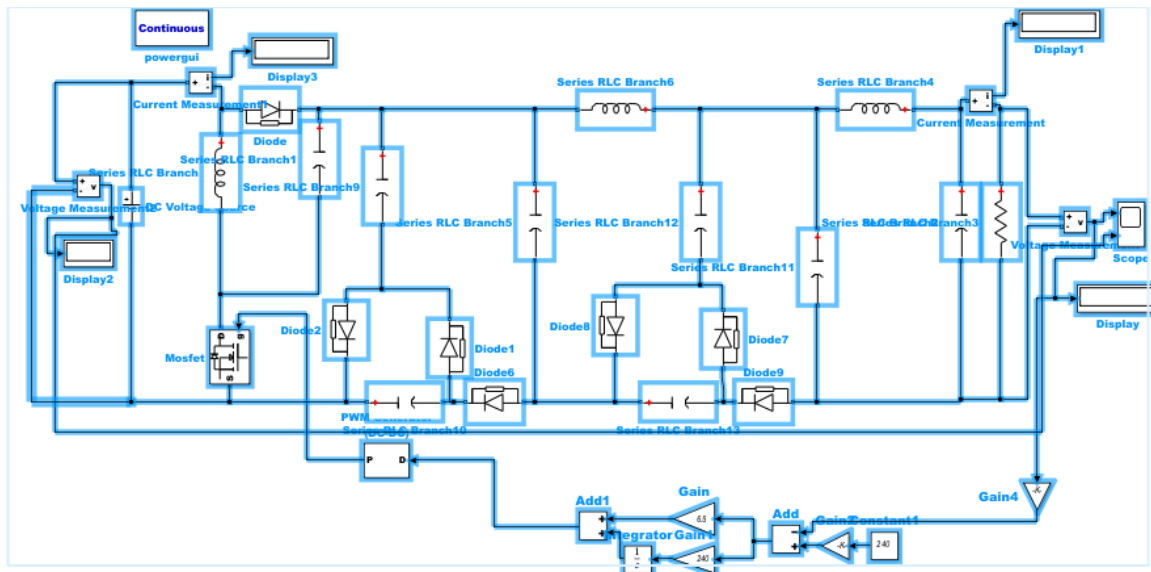 Continuous
powergui
Display3
Display1
Current Measurement1
Series RLC Branch6
Series RLC Branch4
Current Measurement
Diode
Series RLC Branch1
Series RLC Branch
Series RLC Branch9
DC Voltage Source
Series RLC Branch5
Series RLC Branch12
Series RLC Branch11
Series RLC Branch3
Display2
Scope
Display
Mosfet
Diode2
Diode1
Diode6
Diode8
Diode7
Diode9
Series RLC Branch10
Series RLC Branch13
P D
Add1
Gain
6.5
Add
Gain2
Constant1
-K-
240
Gain4
-K-
Gain1
240
1